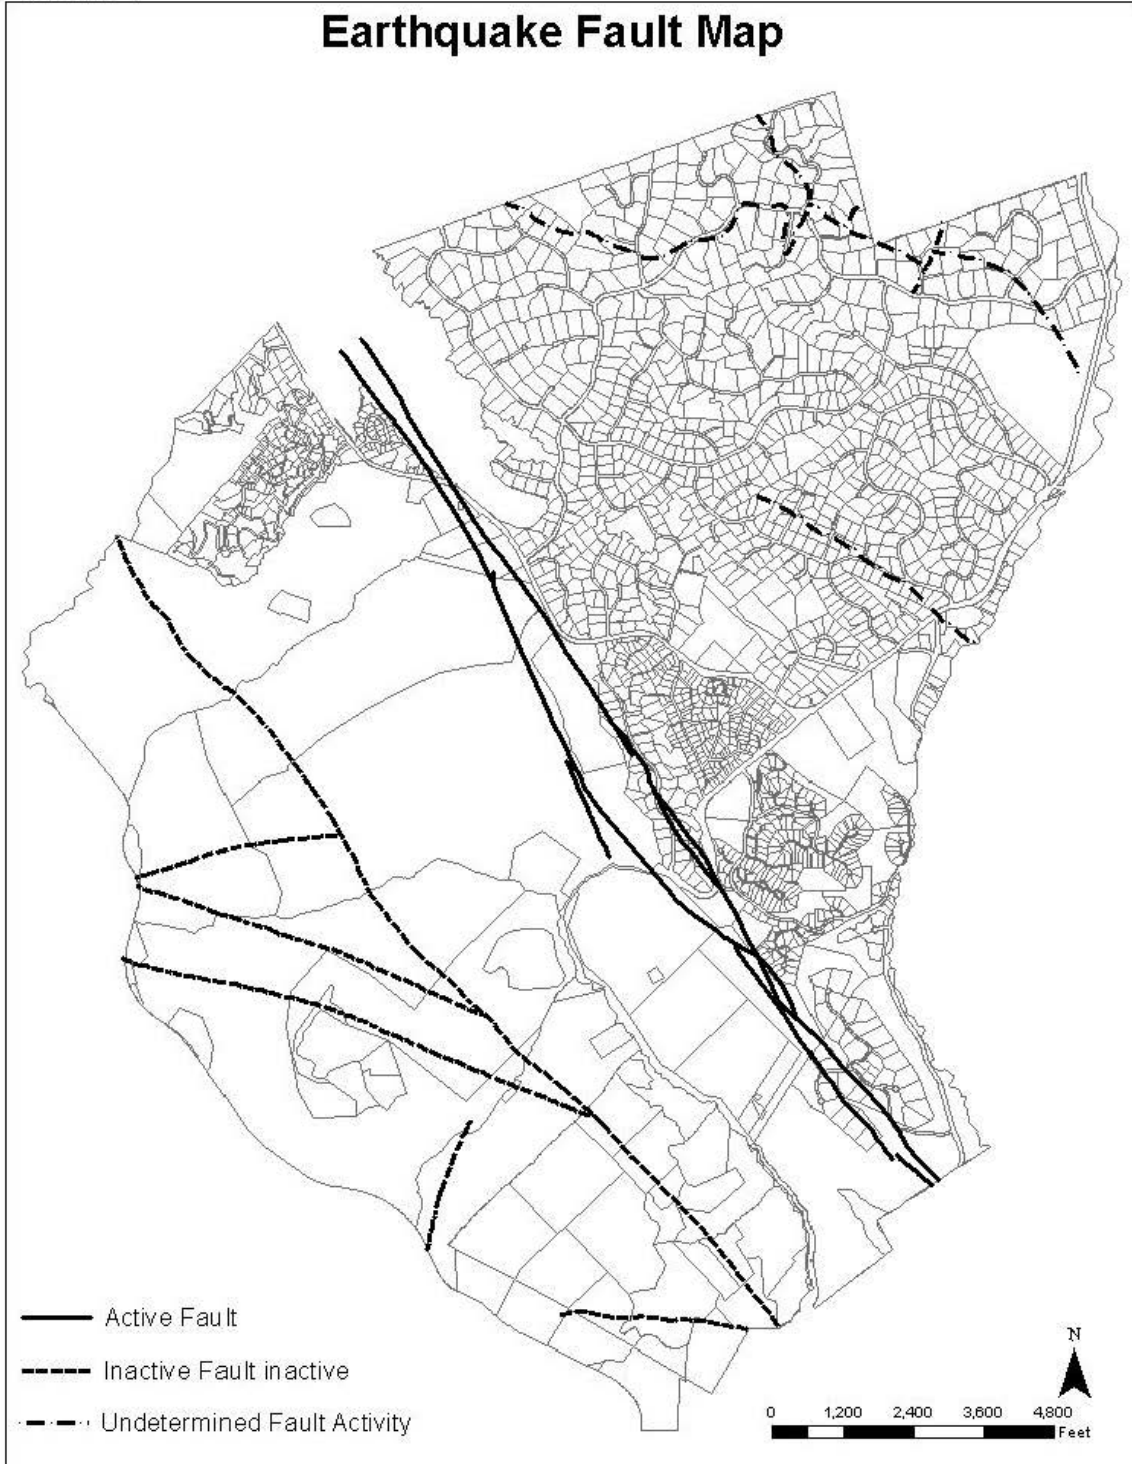 Earthquake Fault Map
Active Fault
Inactive Fault inactive
Undetermined Fault Activity
N
0 1,200 2,400 3,600 4,800
Feet